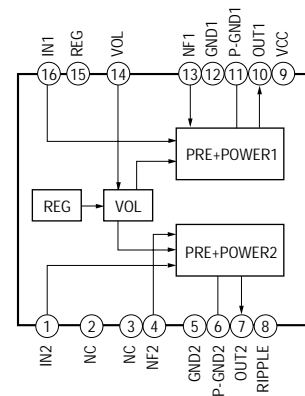 IN1
REG
VOL
NF1
GND1
P-GND1
OUT1
VCC
16
15
14
13
12
11
10
9
PRE+POWER1
REG
VOL
PRE+POWER2
1
2
3
4
5
6
7
8
IN2
NC
NC
NF2
GND2
P-GND2
OUT2
RIPPLE